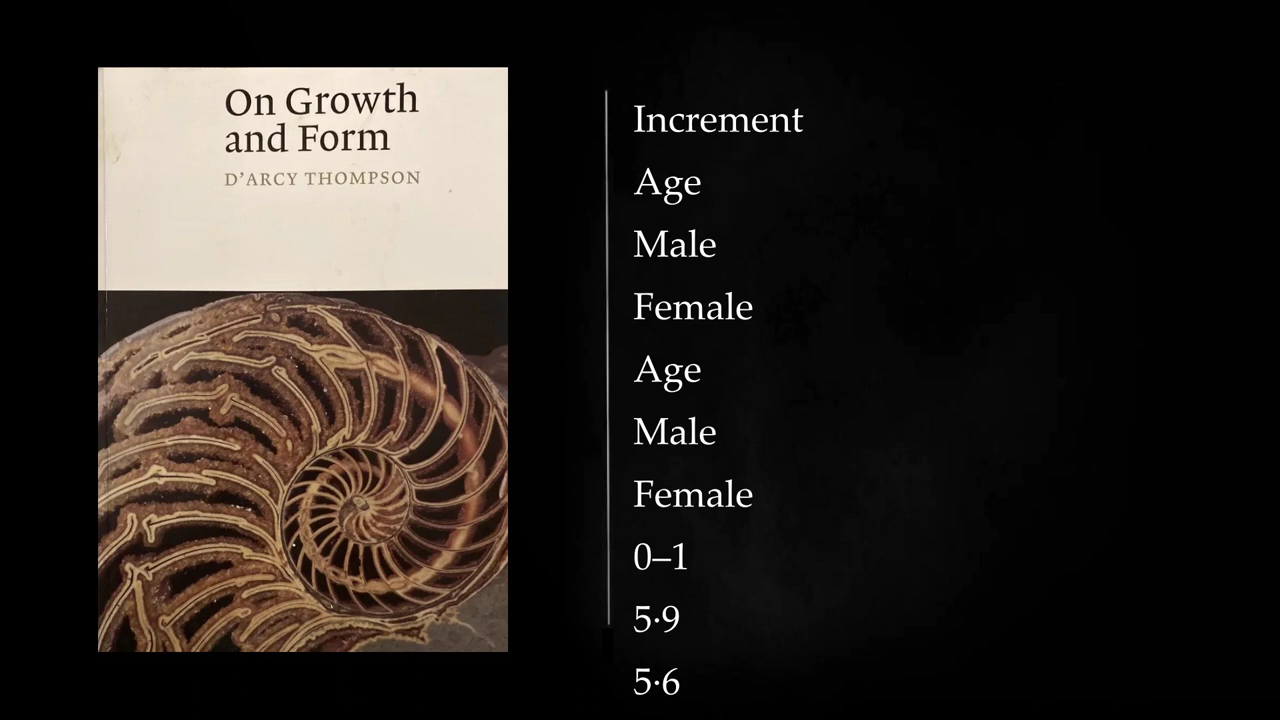 On Growth
and Form
D'ARCY THOMPSON
Increment
Age
Male
Female
Age
Male
Female
0–1
5·9
5·6